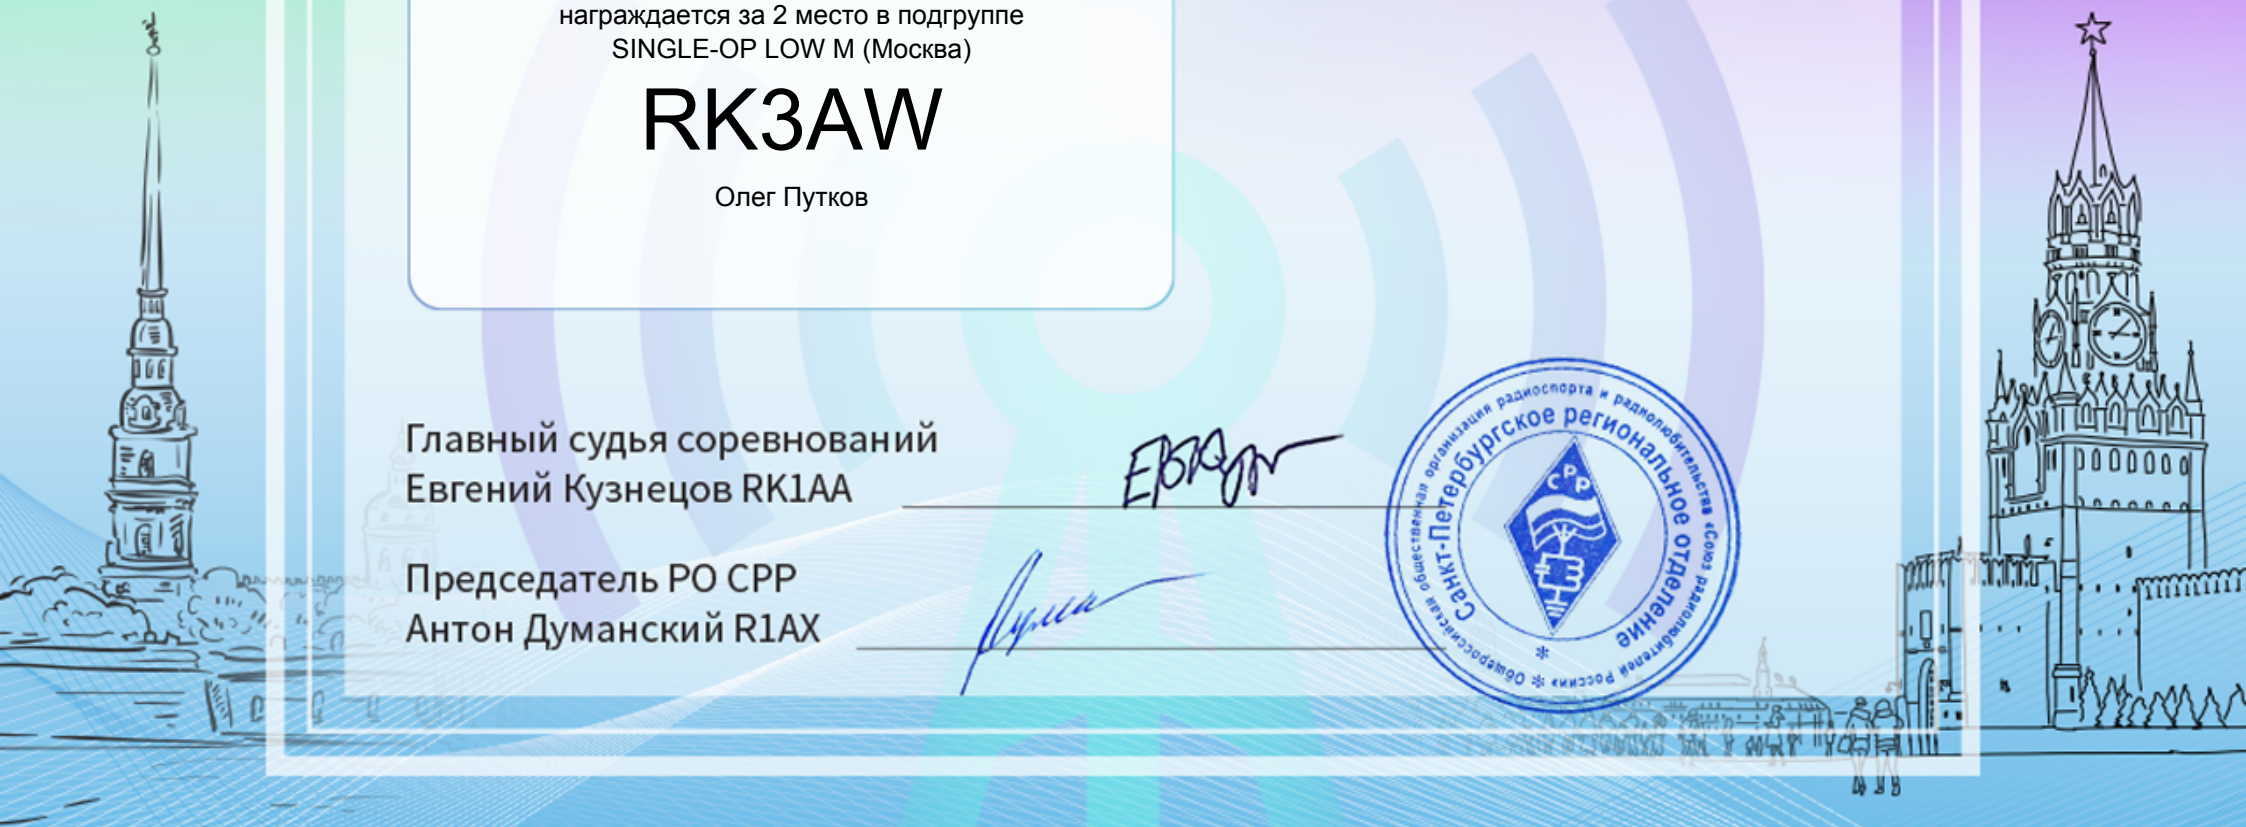 награждается за 2 место в подгруппе
SINGLE-OP LOW M (Москва)
RK3AW
Олег Путков
Главный судья соревнований
Евгений Кузнецов RK1AA
Председатель РО СРР
Антон Думанский R1AX
Общероссийская общественная организация радиоспорта и радиолюбительства «Союз радиолюбителей России»
Санкт-Петербургское региональное отделение
СРР